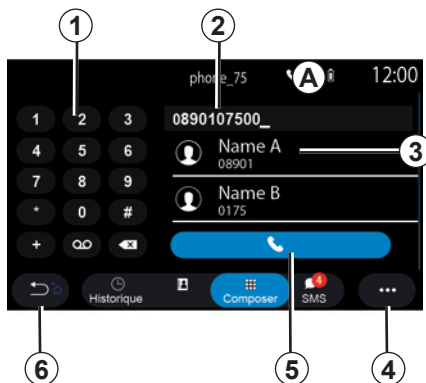 1
2
phone_75
A
12:00
1 2 3
0890107500_
4 5 6
Name A
3
08901
7 8 9
* 0 #
Name B
0175
+
Historique
Composer
4
SMS
...
6
5
4